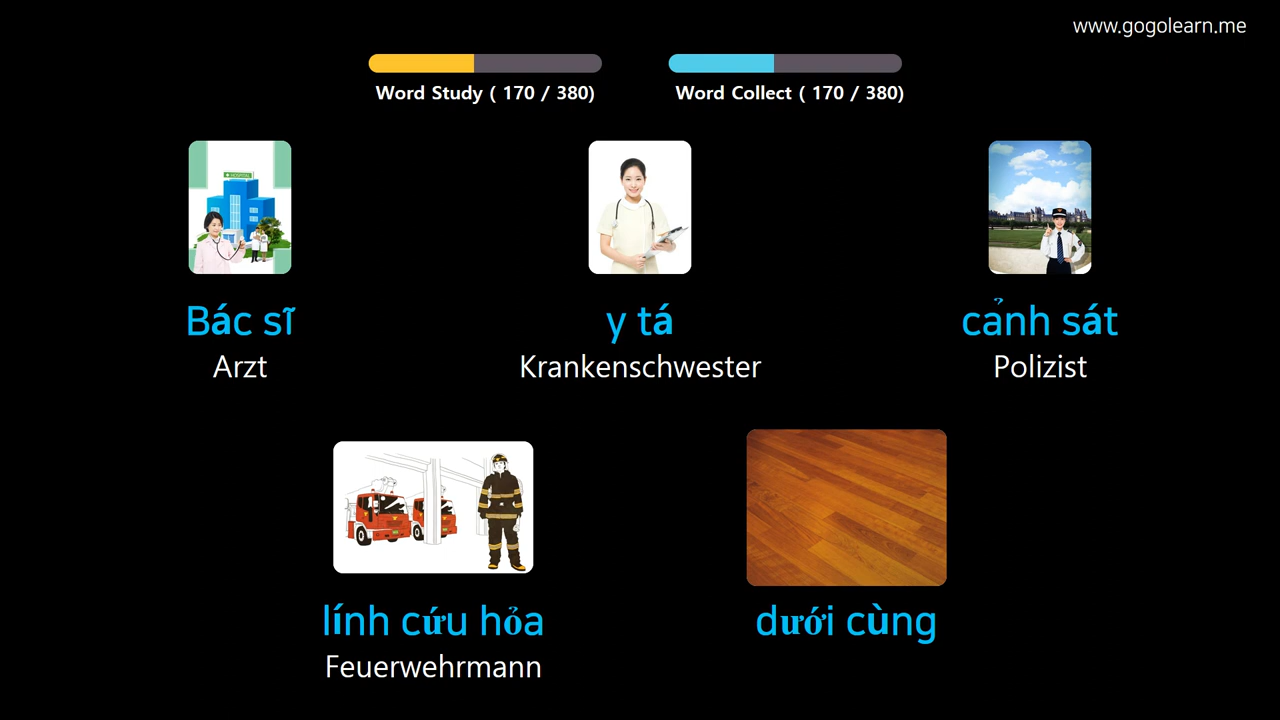 www.gogolearn.me
Word Study ( 170 / 380)
Word Collect ( 170 / 380)
HOSPITAL
Bác sĩ
Arzt
y tá
Krankenschwester
cảnh sát
Polizist
lính cứu hỏa
Feuerwehrmann
dưới cùng